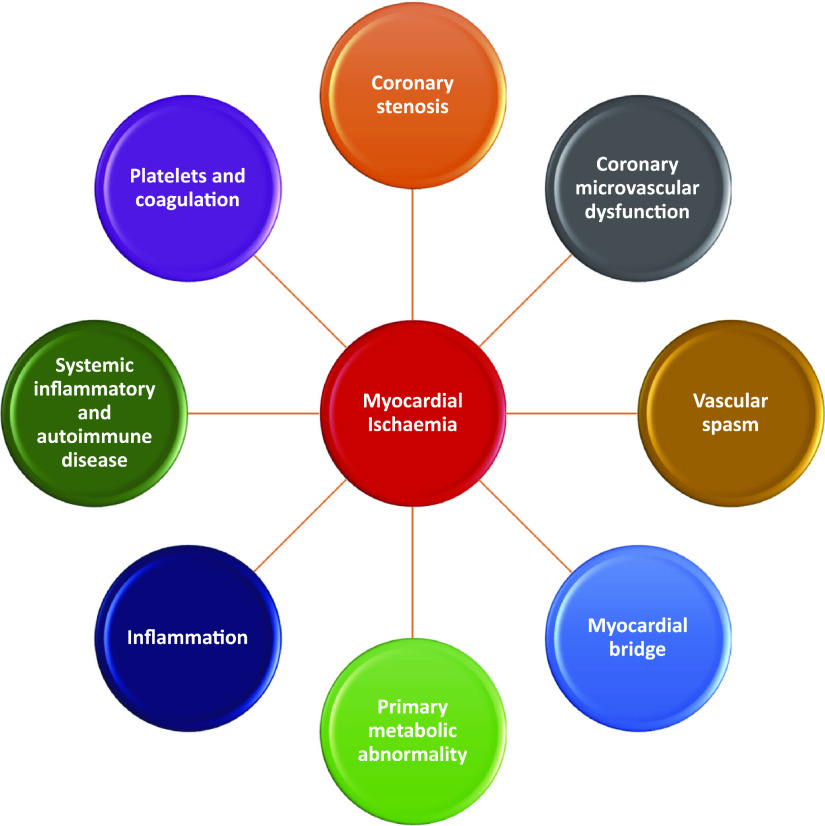 Coronary
stenosis
Coronary
microvascular
dysfunction
Vascular
spasm
Myocardial
bridge
Primary
metabolic
abnormality
Inflammation
Systemic
inflammatory
and
autoimmune
disease
Platelets and
coagulation
Myocardial
Ischaemia